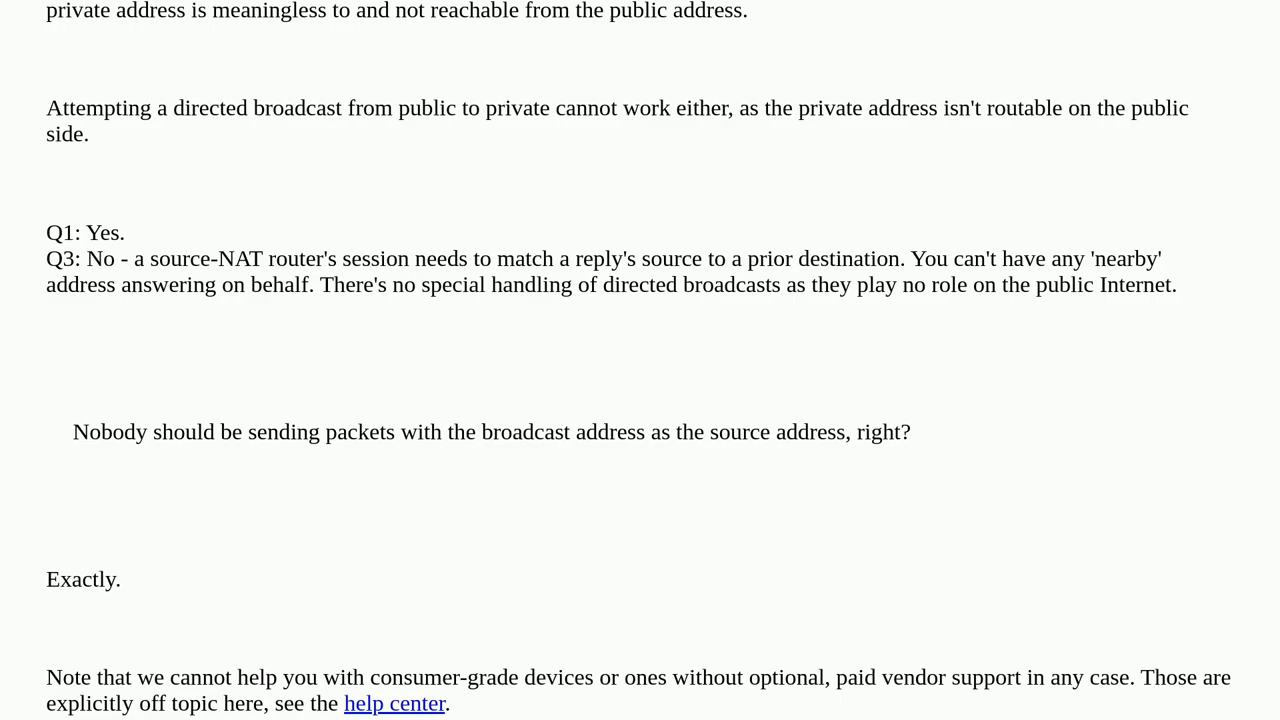 private address is meaningless to and not reachable from the public address.
Attempting a directed broadcast from public to private cannot work either, as the private address isn't routable on the public
side.
Q1: Yes.
Q3: No - a source-NAT router's session needs to match a reply's source to a prior destination. You can't have any 'nearby'
address answering on behalf. There's no special handling of directed broadcasts as they play no role on the public Internet.
Nobody should be sending packets with the broadcast address as the source address, right?
Exactly.
Note that we cannot help you with consumer-grade devices or ones without optional, paid vendor support in any case. Those are
explicitly off topic here, see the help center.